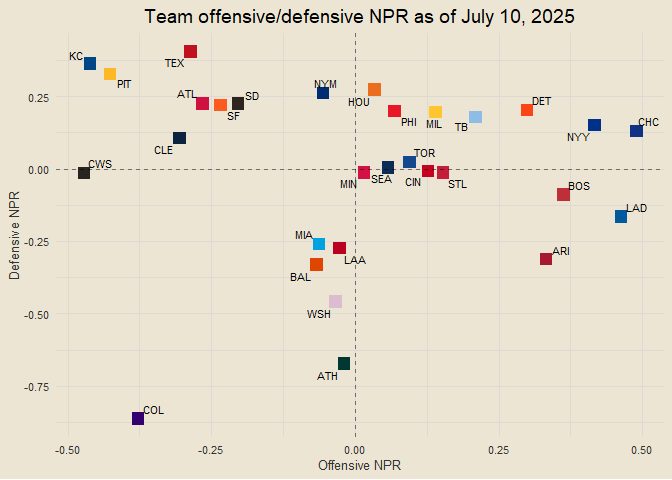 Team offensive/defensive NPR as of July 10, 2025
KC
TEX
PIT
ATL
SD
SF
CLE
NYM
HOU
PHI
MIL
TB
DET
NYY
CHC
CWS
MIN
SEA
TOR
CIN
STL
BOS
LAD
MIA
LAA
BAL
ARI
WSH
ATH
COL
0.25
0.00
-0.25
-0.50
-0.75
Defensive NPR
-0.50
-0.25
0.00
0.25
0.50
Offensive NPR